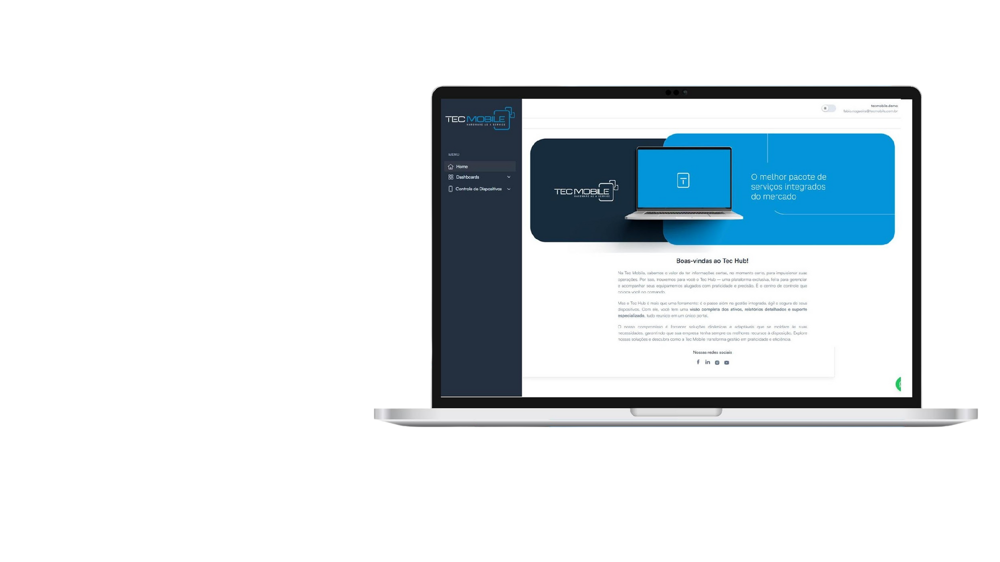 TEC MOBILE
HARDWARE AS A SERVICE
MENU
Home
Dashboards
Controle de Dispositivos
tecmobile.demo
fabio.nogueira@tecmobile.com.br
TEC MOBILE
HARDWARE AS A SERVICE
O melhor pacote de
serviços integrados
do mercado
Boas-vindas ao Tec Hub!
Na Tec Mobile, sabemos o valor de ter informações certas, no momento certo, para impulsionar suas
operações. Por isso, trouxemos para você o Tec Hub — uma plataforma exclusiva, feita para gerenciar
e acompanhar seus equipamentos alugados com praticidade e precisão. É o centro de controle que
coloca você no comando.
Mas o Tec Hub é mais que uma ferramenta: é o passo além na gestão integrada, ágil e segura de seus
dispositivos. Com ele, você tem uma visão completa dos ativos, relatórios detalhados e suporte
especializado, tudo reunido em um único portal.
O nosso compromisso é fornecer soluções dinâmicas e adaptáveis que se moldam às suas
necessidades, garantindo que sua empresa tenha sempre os melhores recursos à disposição. Explore
nossas soluções e descubra como a Tec Mobile transforma gestão em praticidade e eficiência.
Nossas redes sociais